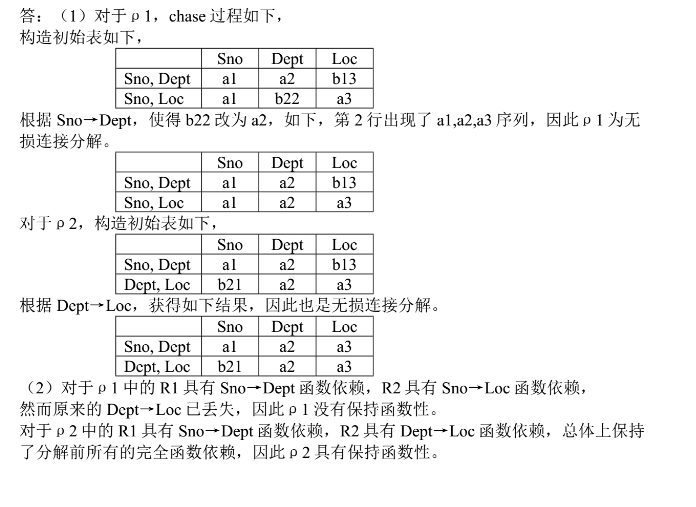 答：（1）对于ρ1，chase 过程如下，
构造初始表如下，
Sno Dept Loc
Sno, Dept a1 a2 b13
Sno, Loc a1 b22 a3
根据 Sno→Dept，使得 b22 改为 a2，如下，第 2 行出现了 a1,a2,a3 序列，因此ρ1 为无
损连接分解。
Sno Dept Loc
Sno, Dept a1 a2 b13
Sno, Loc a1 a2 a3
对于ρ2，构造初始表如下，
Sno Dept Loc
Sno, Dept a1 a2 b13
Dept, Loc b21 a2 a3
根据 Dept→Loc，获得如下结果，因此也是无损连接分解。
Sno Dept Loc
Sno, Dept a1 a2 a3
Dept, Loc b21 a2 a3
（2）对于ρ1 中的 R1 具有 Sno→Dept 函数依赖，R2 具有 Sno→Loc 函数依赖，
然而原来的 Dept→Loc 已丢失，因此ρ1 没有保持函数性。
对于ρ2 中的 R1 具有 Sno→Dept 函数依赖，R2 具有 Dept→Loc 函数依赖，总体上保持
了分解前所有的完全函数依赖，因此ρ2 具有保持函数性。